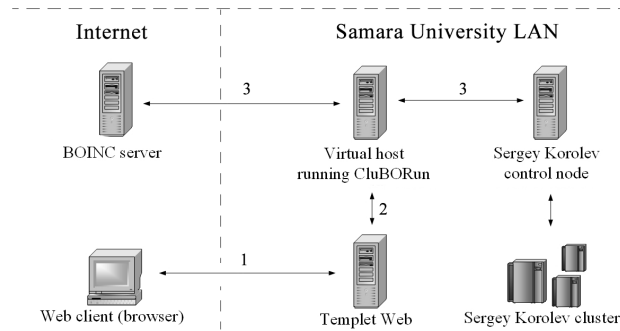 Internet
Samara University LAN
3
3
BOINC server
Virtual host
running CluBORun
Sergey Korolev
control node
2
1
Web client (browser)
Templet Web
Sergey Korolev cluster